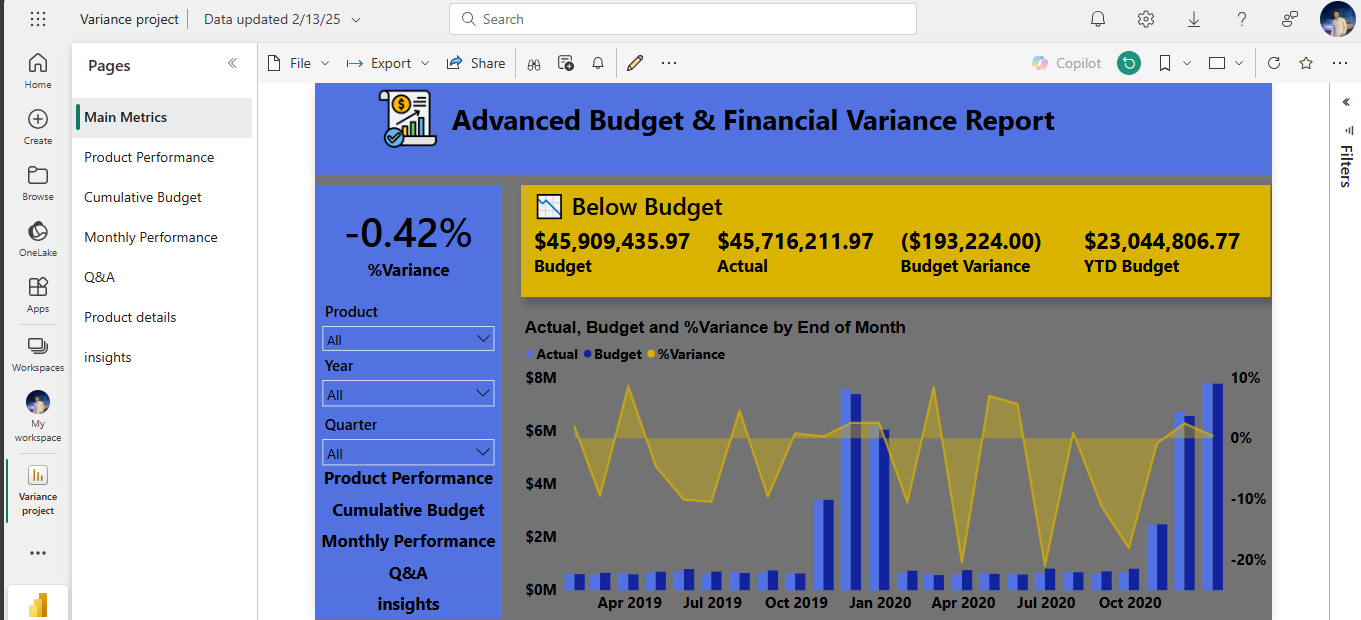 Variance project
Data updated 2/13/25
Search
Home
Create
Browse
OneLake
Apps
Workspaces
My workspace
Variance project
Pages
Main Metrics
Product Performance
Cumulative Budget
Monthly Performance
Q&A
Product details
insights
File
Export
Share
Copilot
Filters
Advanced Budget & Financial Variance Report
-0.42%
%Variance
Product
All
Year
All
Quarter
All
Product Performance
Cumulative Budget
Monthly Performance
Q&A
insights
Below Budget
$45,909,435.97 $45,716,211.97 ($193,224.00) $23,044,806.77
Budget Actual Budget Variance YTD Budget
Actual, Budget and %Variance by End of Month
Actual Budget %Variance
$8M
$6M
$4M
$2M
$0M
10%
0%
-10%
-20%
Apr 2019 Jul 2019 Oct 2019 Jan 2020 Apr 2020 Jul 2020 Oct 2020